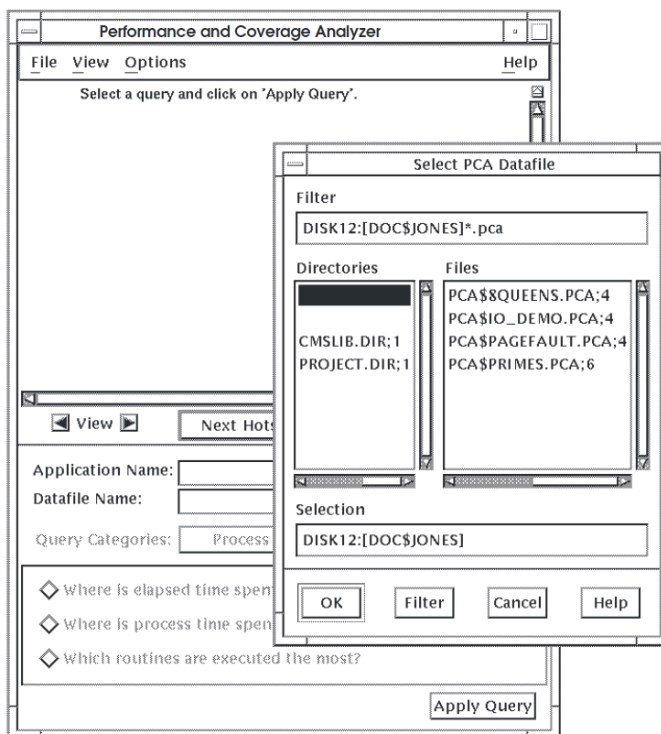 Performance and Coverage Analyzer
File View Options Help
Select a query and click on "Apply Query".
Select PCA Datafile
Filter
DISK12:[DOC$JONES]*.pca
Directories Files
PCA$8QUEENS.PCA;4
PCA$IO_DEMO.PCA;4
CMSLIB.DIR;1 PCA$PAGEFAULT.PCA;4
PROJECT.DIR;1 PCA$PRIMES.PCA;6
View Next Hots
Application Name:
Datafile Name:
Selection
DISK12:[DOC$JONES]
Query Categories: Process
Where is elapsed time spen
Where is process time spen
Which routines are executed the most?
OK Filter Cancel Help
Apply Query